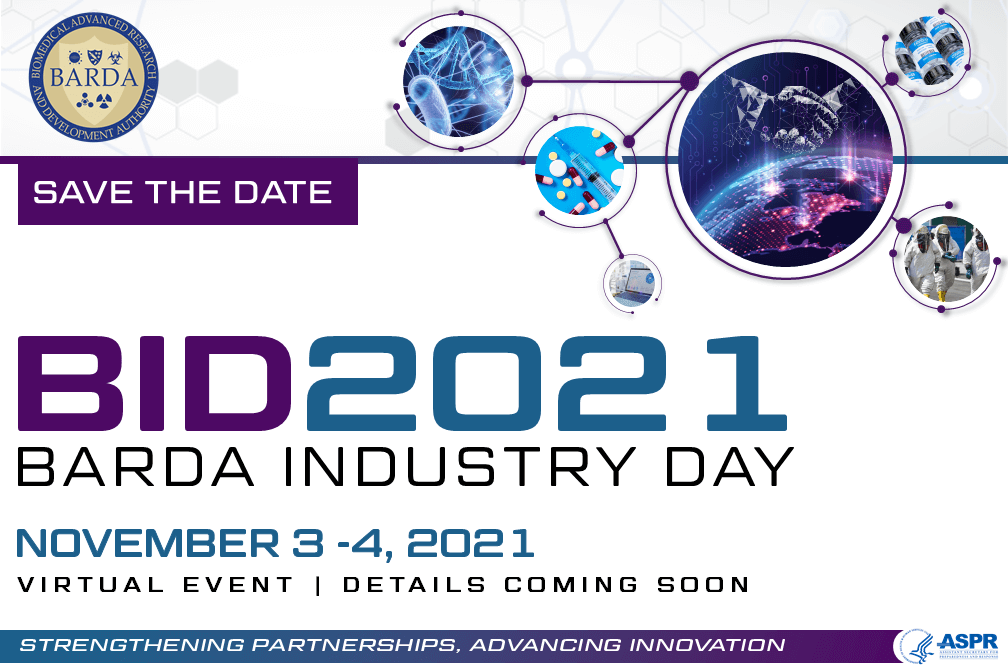 BIOMEDICAL ADVANCED RESEARCH
BARDA
AND DEVELOPMENT AUTHORITY
SAVE THE DATE
BID2021
BARDA INDUSTRY DAY
NOVEMBER 3 -4, 2021
VIRTUAL EVENT | DETAILS COMING SOON
STRENGTHENING PARTNERSHIPS, ADVANCING INNOVATION
ASPR